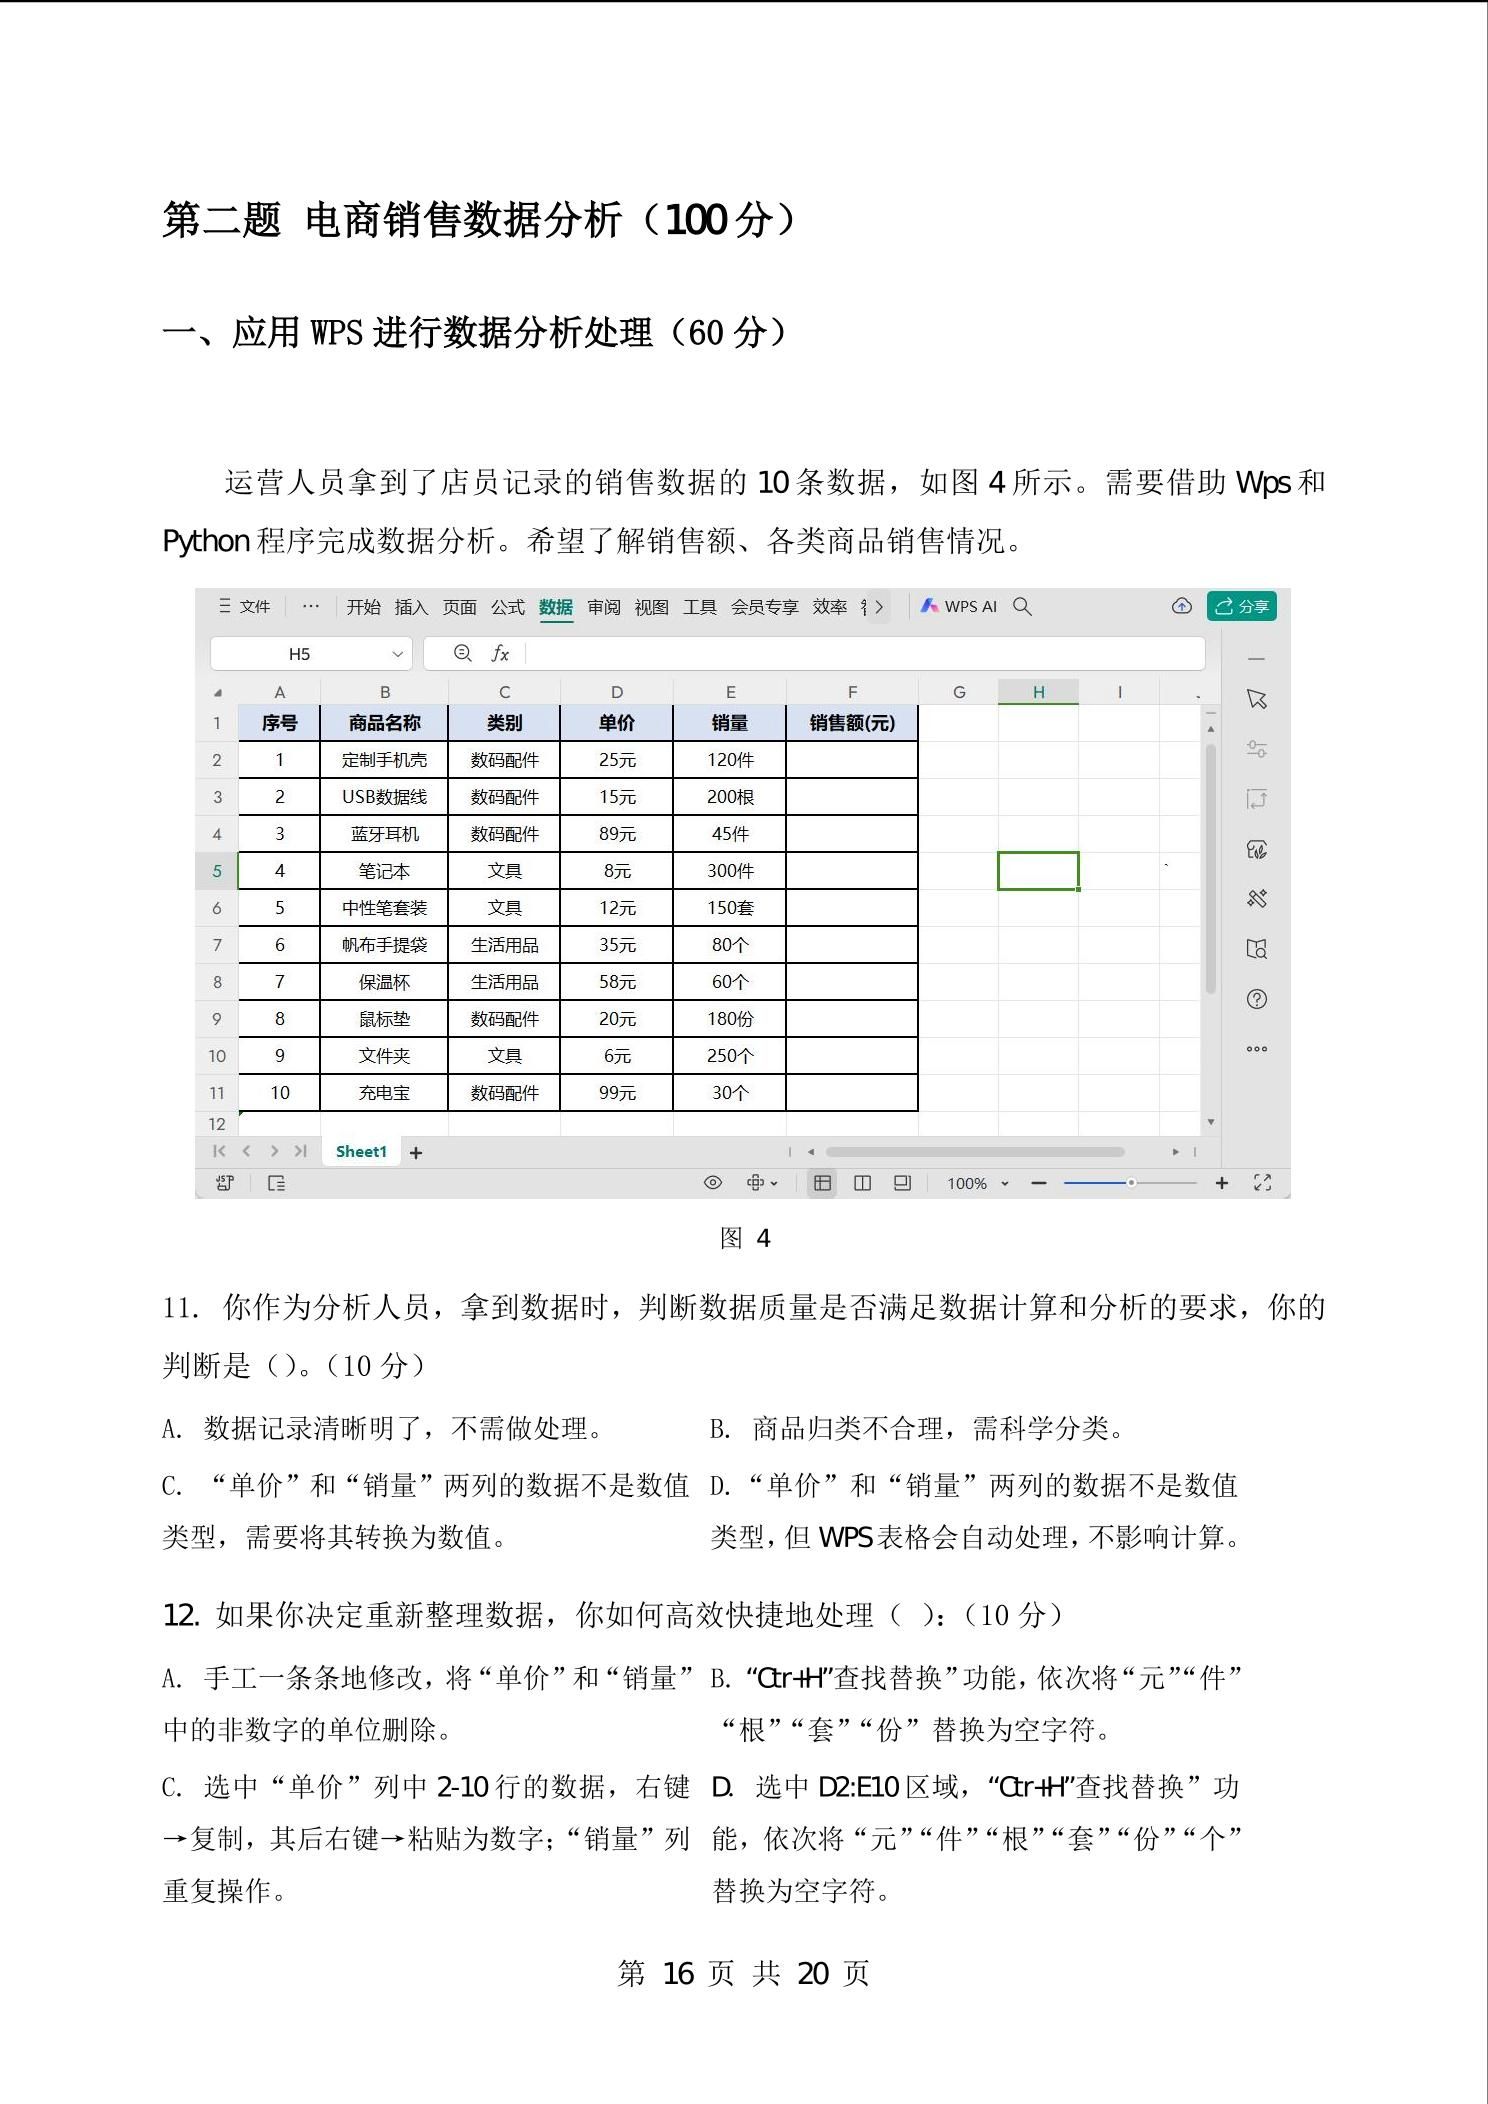 第二题 电商销售数据分析（100分）
一、应用 WPS 进行数据分析处理（60 分）
运营人员拿到了店员记录的销售数据的 10 条数据，如图 4 所示。需要借助 Wps 和
Python 程序完成数据分析。希望了解销售额、各类商品销售情况。
文件 ··· 开始 插入 页面 公式 数据 审阅 视图 工具 会员专享 效率 WPS AI 分享
H5 fx
A B C D E F G H I
1 序号 商品名称 类别 单价 销量 销售额(元)
2 1 定制手机壳 数码配件 25元 120件
3 2 USB数据线 数码配件 15元 200根
4 3 蓝牙耳机 数码配件 89元 45件
5 4 笔记本 文具 8元 300件
6 5 中性笔套装 文具 12元 150套
7 6 帆布手提袋 生活用品 35元 80个
8 7 保温杯 生活用品 58元 60个
9 8 鼠标垫 数码配件 20元 180份
10 9 文件夹 文具 6元 250个
11 10 充电宝 数码配件 99元 30个
12
Sheet1 +
100%
图 4
11. 你作为分析人员，拿到数据时，判断数据质量是否满足数据计算和分析的要求，你的
判断是（）。（10 分）
A. 数据记录清晰明了，不需做处理。 B. 商品归类不合理，需科学分类。
C. “单价”和“销量”两列的数据不是数值 D. “单价”和“销量”两列的数据不是数值
类型，需要将其转换为数值。 类型，但 WPS 表格会自动处理，不影响计算。
12. 如果你决定重新整理数据，你如何高效快捷地处理（ ）：（10 分）
A. 手工一条条地修改，将“单价”和“销量” B. “Ctr+H”查找替换”功能，依次将“元”“件”
中的非数字的单位删除。 “根”“套”“份” 替换为空字符。
C. 选中“单价”列中 2-10 行的数据，右键 D. 选中 D2:E10 区域，“Ctr+H”查找替换”功
→复制，其后右键→粘贴为数字；“销量”列 能，依次将“元”“件”“根”“套”“份”“个”
重复操作。 替换为空字符。
第 16 页 共 20 页